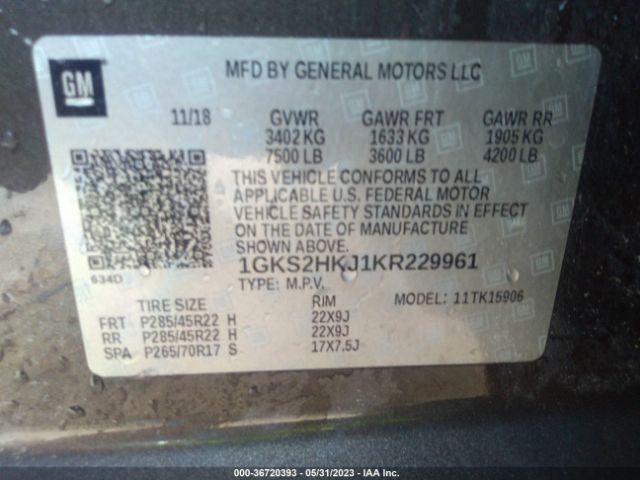 GM
MFD BY GENERAL MOTORS LLC
11/18 GVWR GAWR FRT GAWR RR
3402 KG 1633 KG 1905 KG
7500 LB 3600 LB 4200 LB
THIS VEHICLE CONFORMS TO ALL
APPLICABLE U.S. FEDERAL MOTOR
VEHICLE SAFETY STANDARDS IN EFFECT
ON THE DATE OF MANUFACTURE
SHOWN ABOVE.
634D
1GKS2HKJ1KR229961
TYPE: M.P.V. MODEL: 11TK15906
TIRE SIZE RIM
FRT P285/45R22 H 22X9J
RR P285/45R22 H 22X9J
SPA P265/70R17 S 17X7.5J
000-36720393 - 05/31/2023 - IAA Inc.